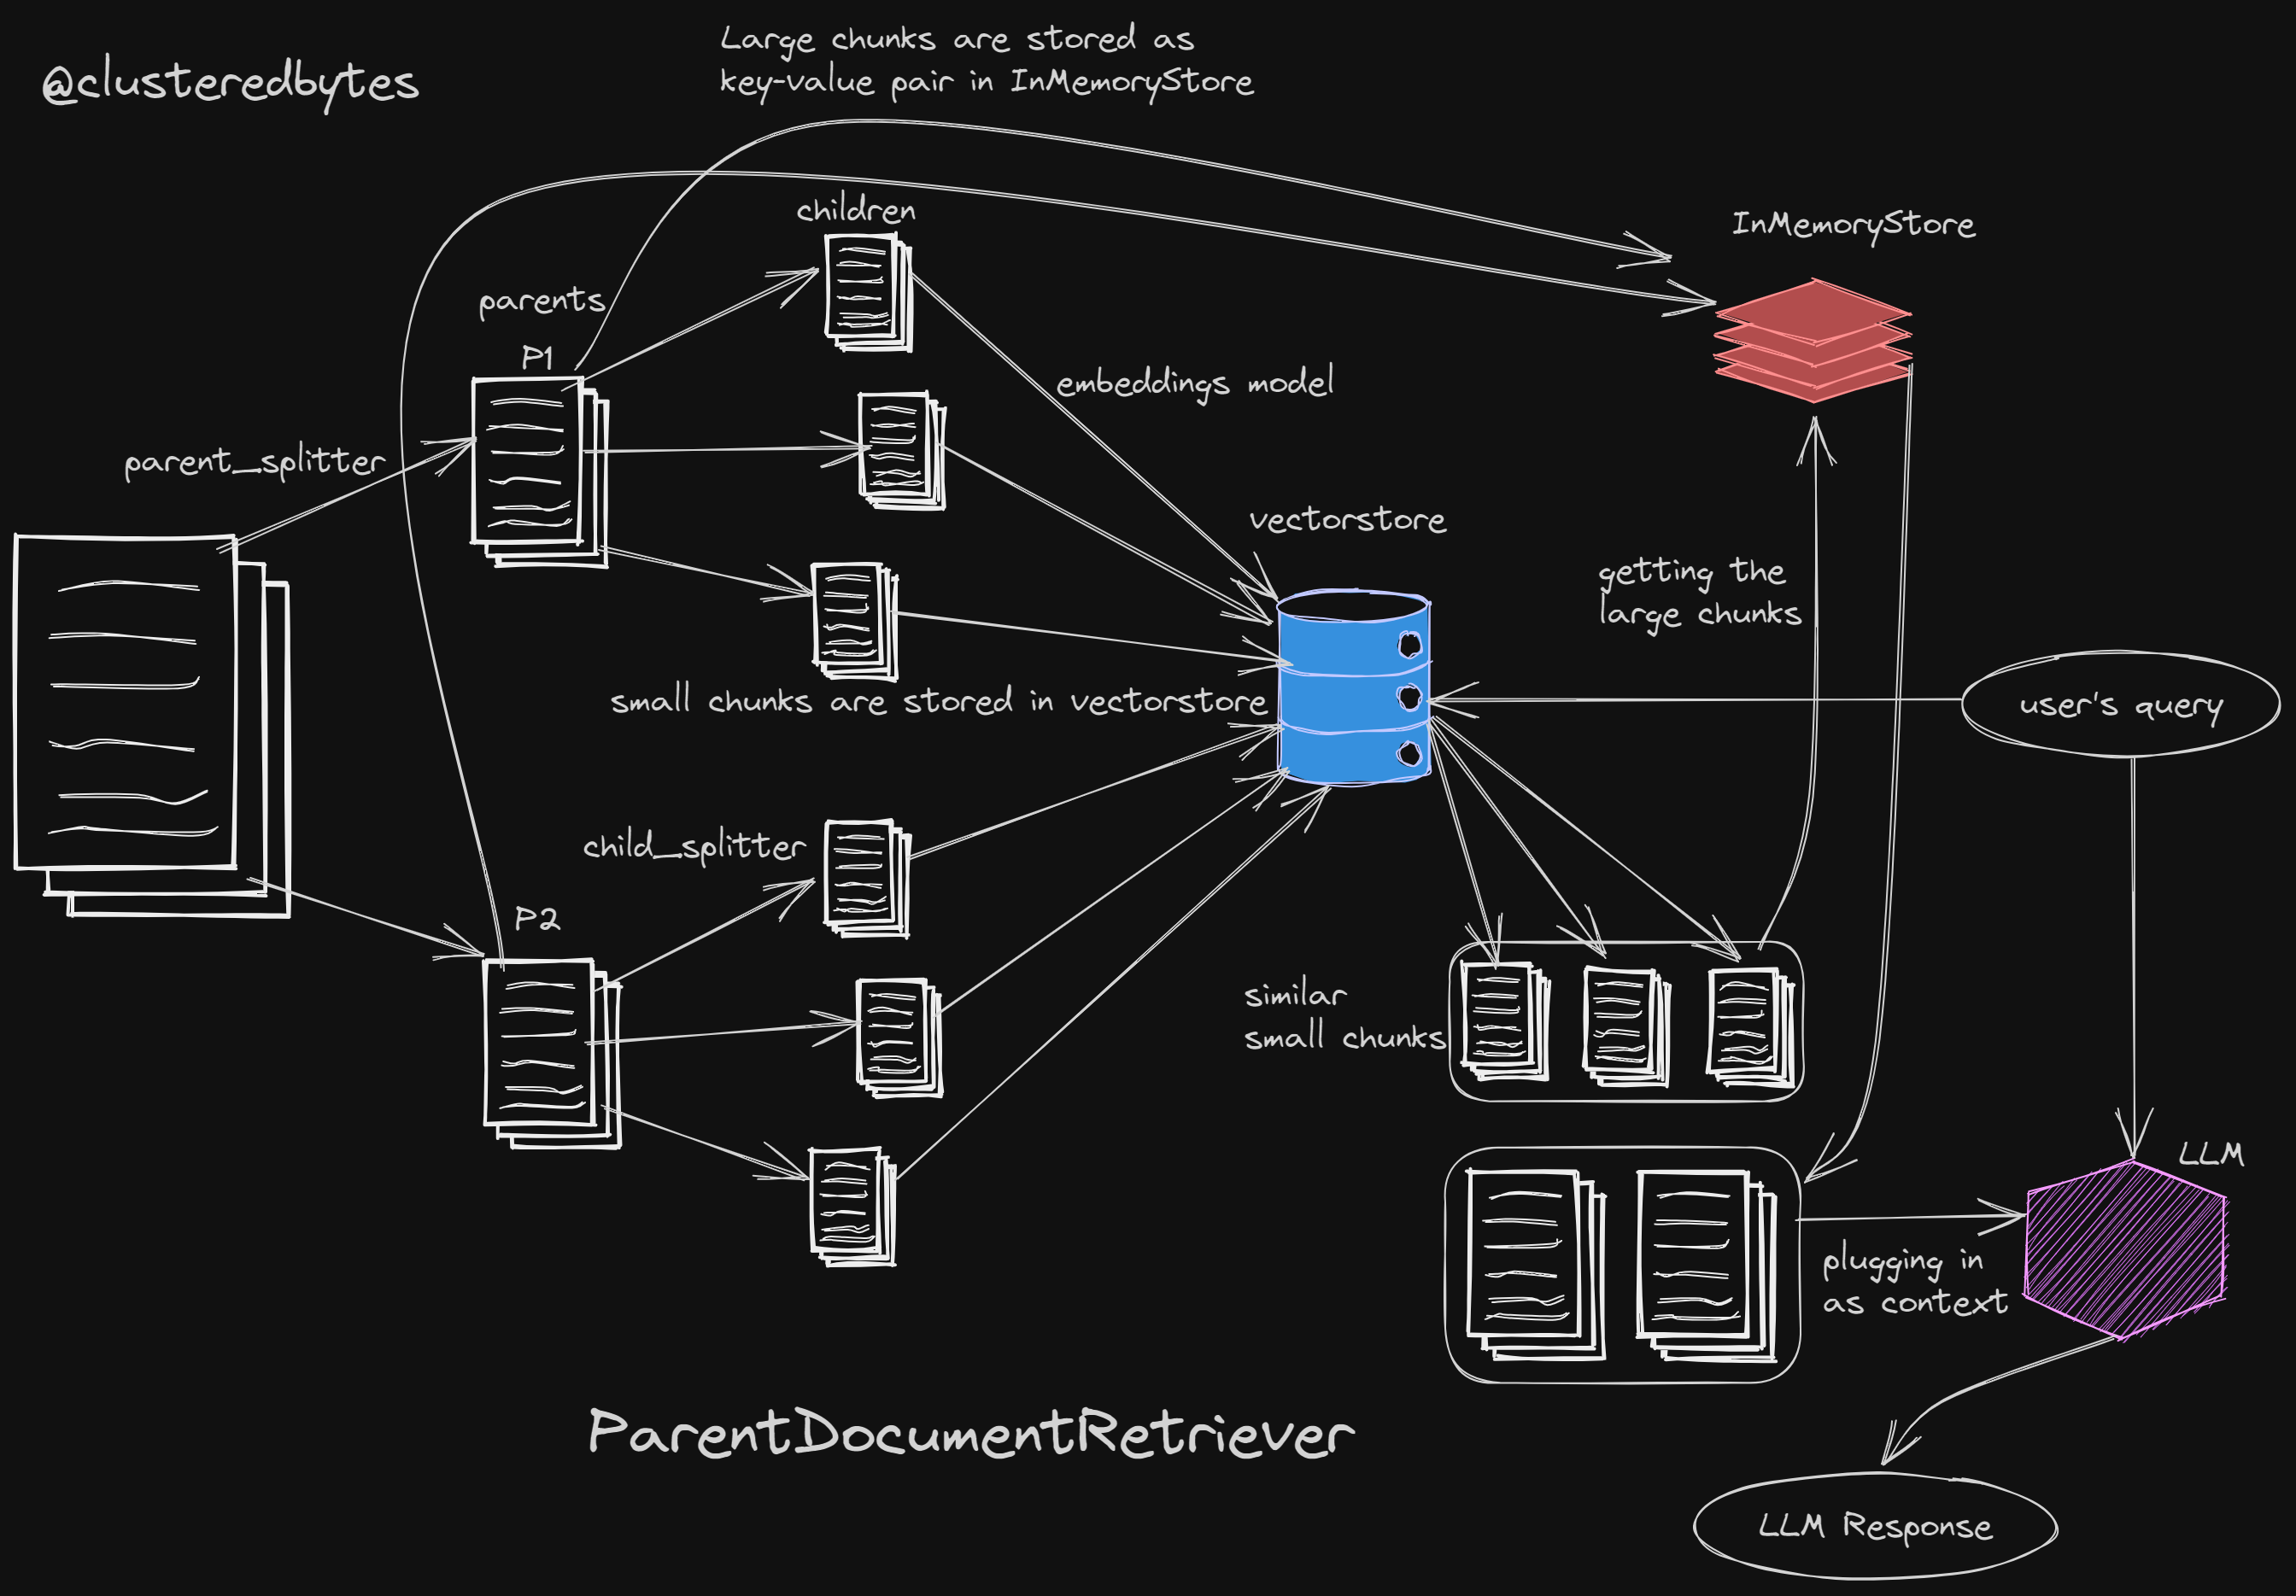 @clusteredbytes
Large chunks are stored as
key-value pair in InMemoryStore
children
InMemoryStore
parents
P1
embeddings model
parent_splitter
vectorstore
getting the
large chunks
small chunks are stored in vectorstore
user's query
child_splitter
P2
similar
small chunks
LLM
plugging in
as context
ParentDocumentRetriever
LLM Response